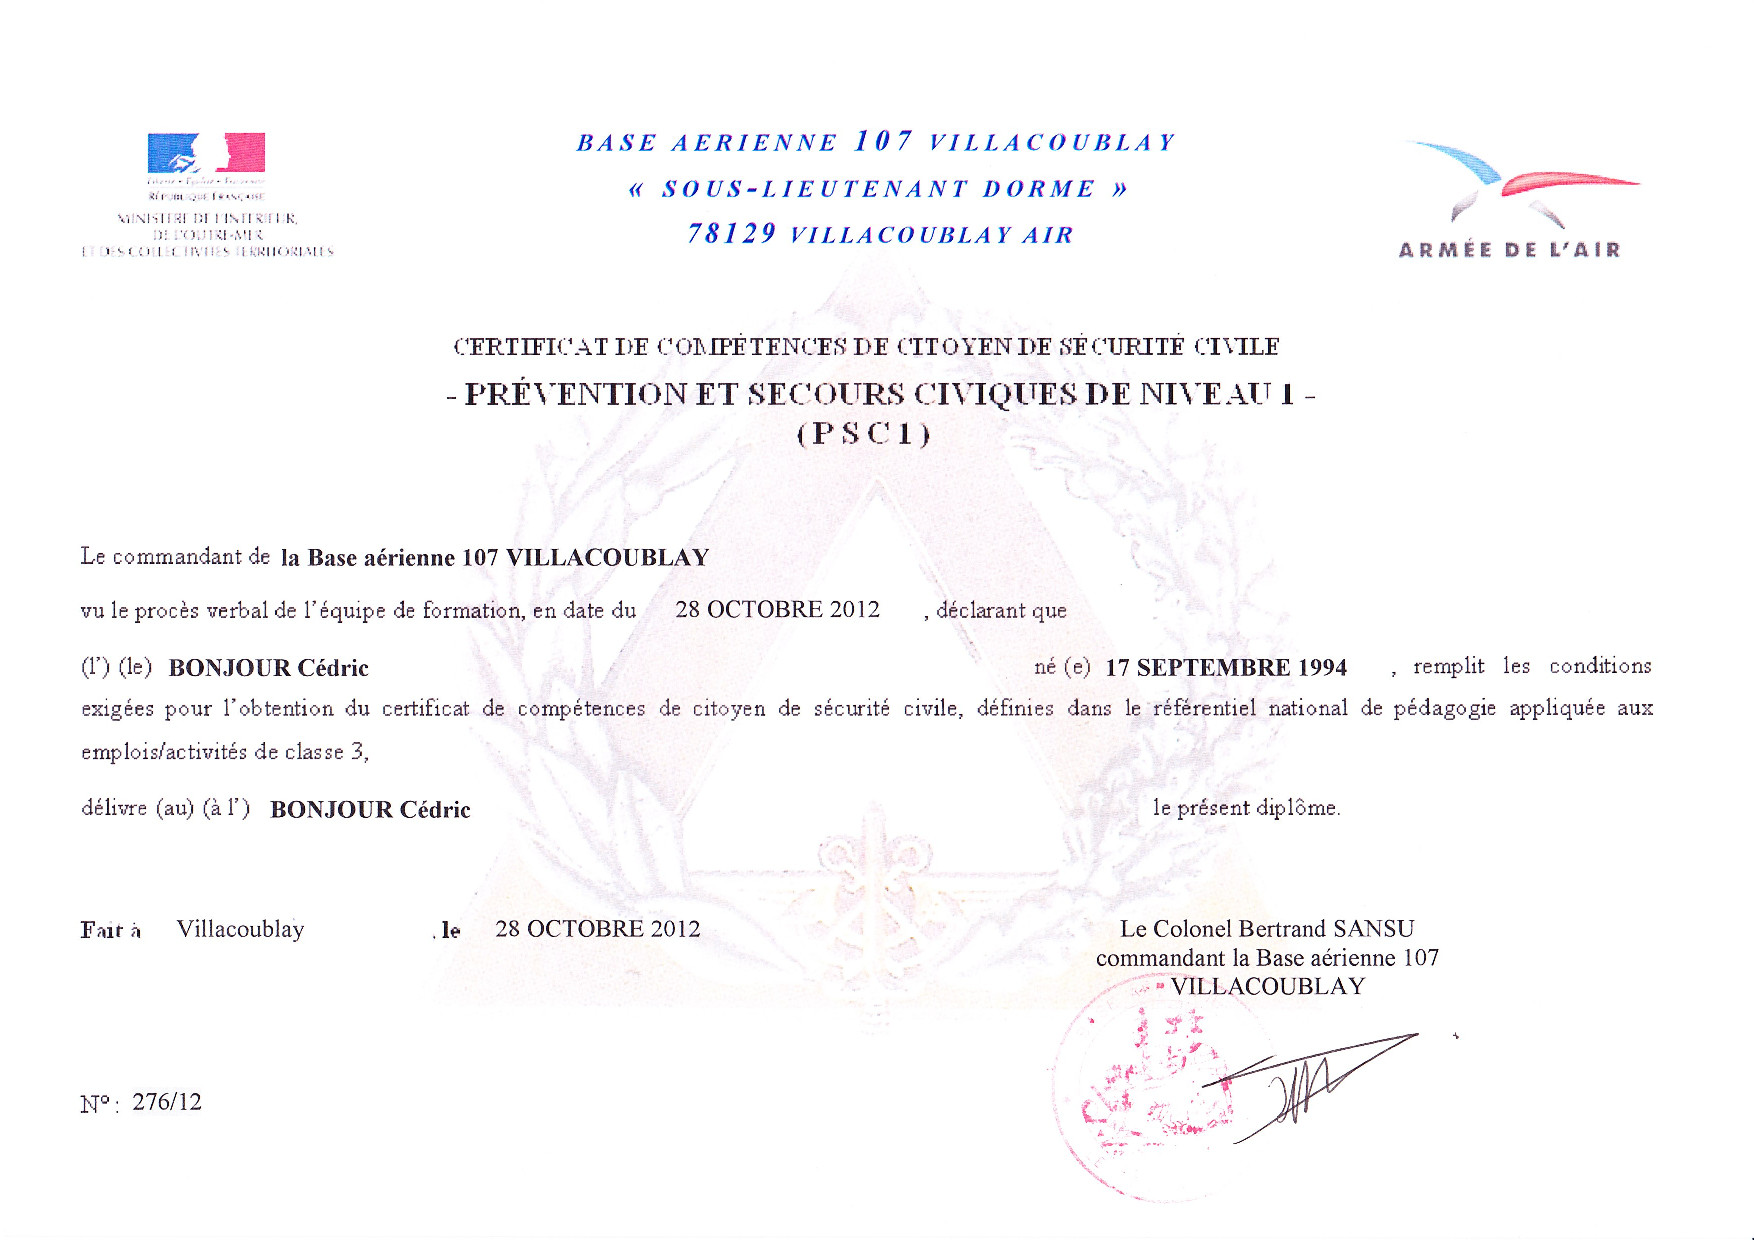 BASE AERIENNE 107 VILLACOUBLAY
« SOUS-LIEUTENANT DORME »
78129 VILLACOUBLAY AIR
RÉPUBLIQUE FRANÇAISE
MINISTÈRE DE L'INTÉRIEUR,
DE L'OUTRE-MER
ET DES COLLECTIVITÉS TERRITORIALES
ARMÉE DE L'AIR
CERTIFICAT DE COMPÉTENCES DE CITOYEN DE SÉCURITÉ CIVILE
- PRÉVENTION ET SECOURS CIVIQUES DE NIVEAU 1 -
(PSC1)
Le commandant de la Base aérienne 107 VILLACOUBLAY
vu le procès verbal de l'équipe de formation, en date du 28 OCTOBRE 2012 , déclarant que
(l') (le) BONJOUR Cédric né (e) 17 SEPTEMBRE 1994 , remplit les conditions
exigées pour l'obtention du certificat de compétences de citoyen de sécurité civile, définies dans le référentiel national de pédagogie appliquée aux
emplois/activités de classe 3,
délivre (au) (à l') BONJOUR Cédric le présent diplôme.
Fait à Villacoublay , le 28 OCTOBRE 2012
Le Colonel Bertrand SANSU
commandant la Base aérienne 107
VILLACOUBLAY
N° : 276/12